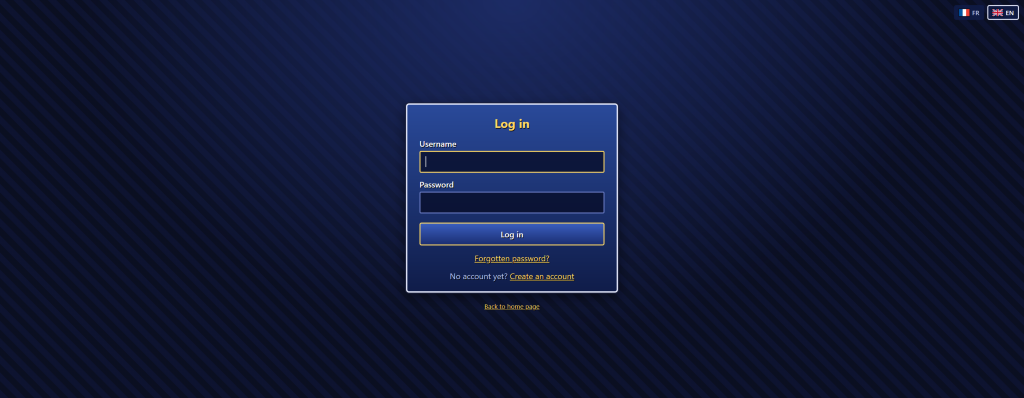 FR EN
Log in
Username
Password
Log in
Forgotten password?
No account yet? Create an account
Back to home page